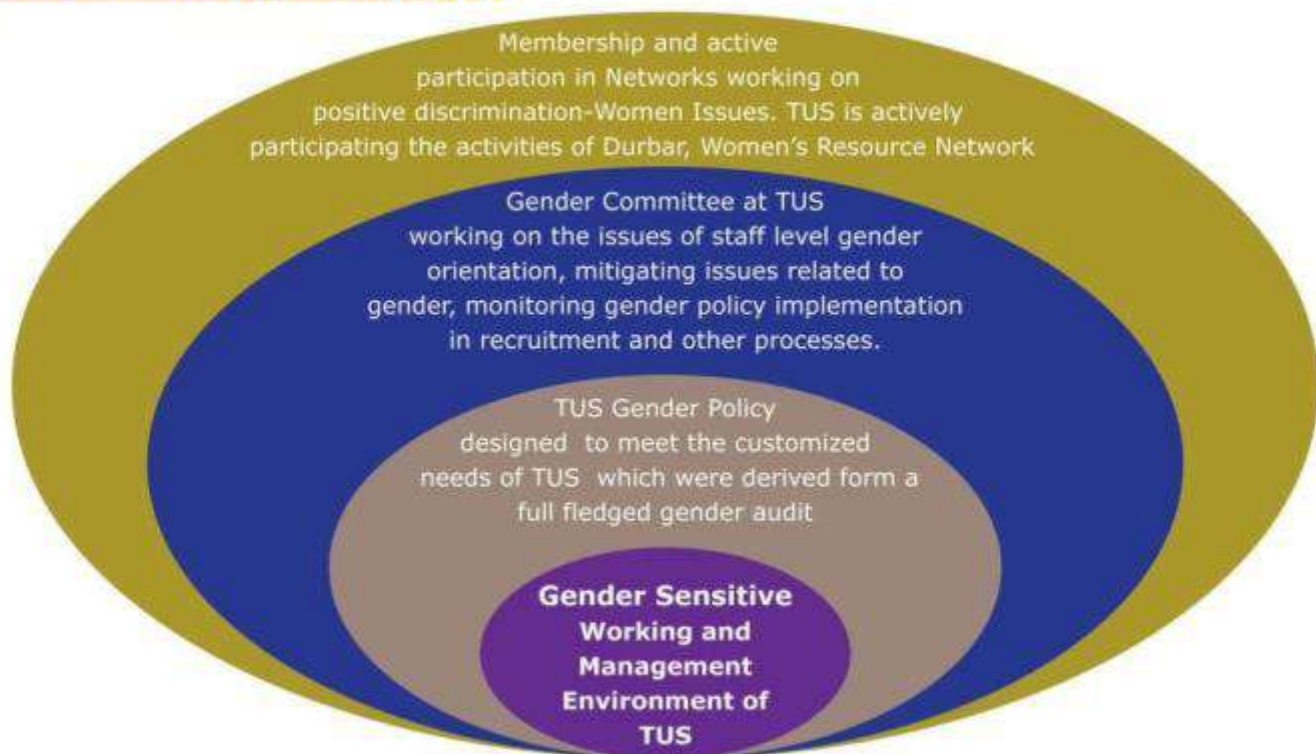 Membership and active
participation in Networks working on
positive discrimination-Women Issues. TUS is actively
participating the activities of Durbar, Women's Resource Network
Gender Committee at TUS
working on the issues of staff level gender
orientation, mitigating issues related to
gender, monitoring gender policy implementation
in recruitment and other processes.
TUS Gender Policy
designed to meet the customized
needs of TUS which were derived form a
full fledged gender audit
Gender Sensitive
Working and
Management
Environment of
TUS